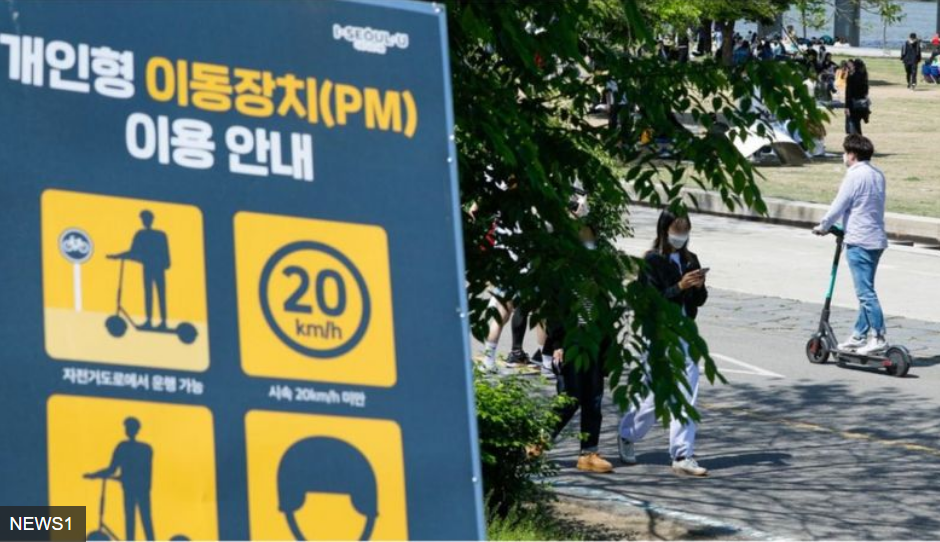 I·SEOUL·U
개인형 이동장치(PM)
이용 안내
20
km/h
자전거도로에서 운행 가능
시속 20km/h 미만
NEWS1